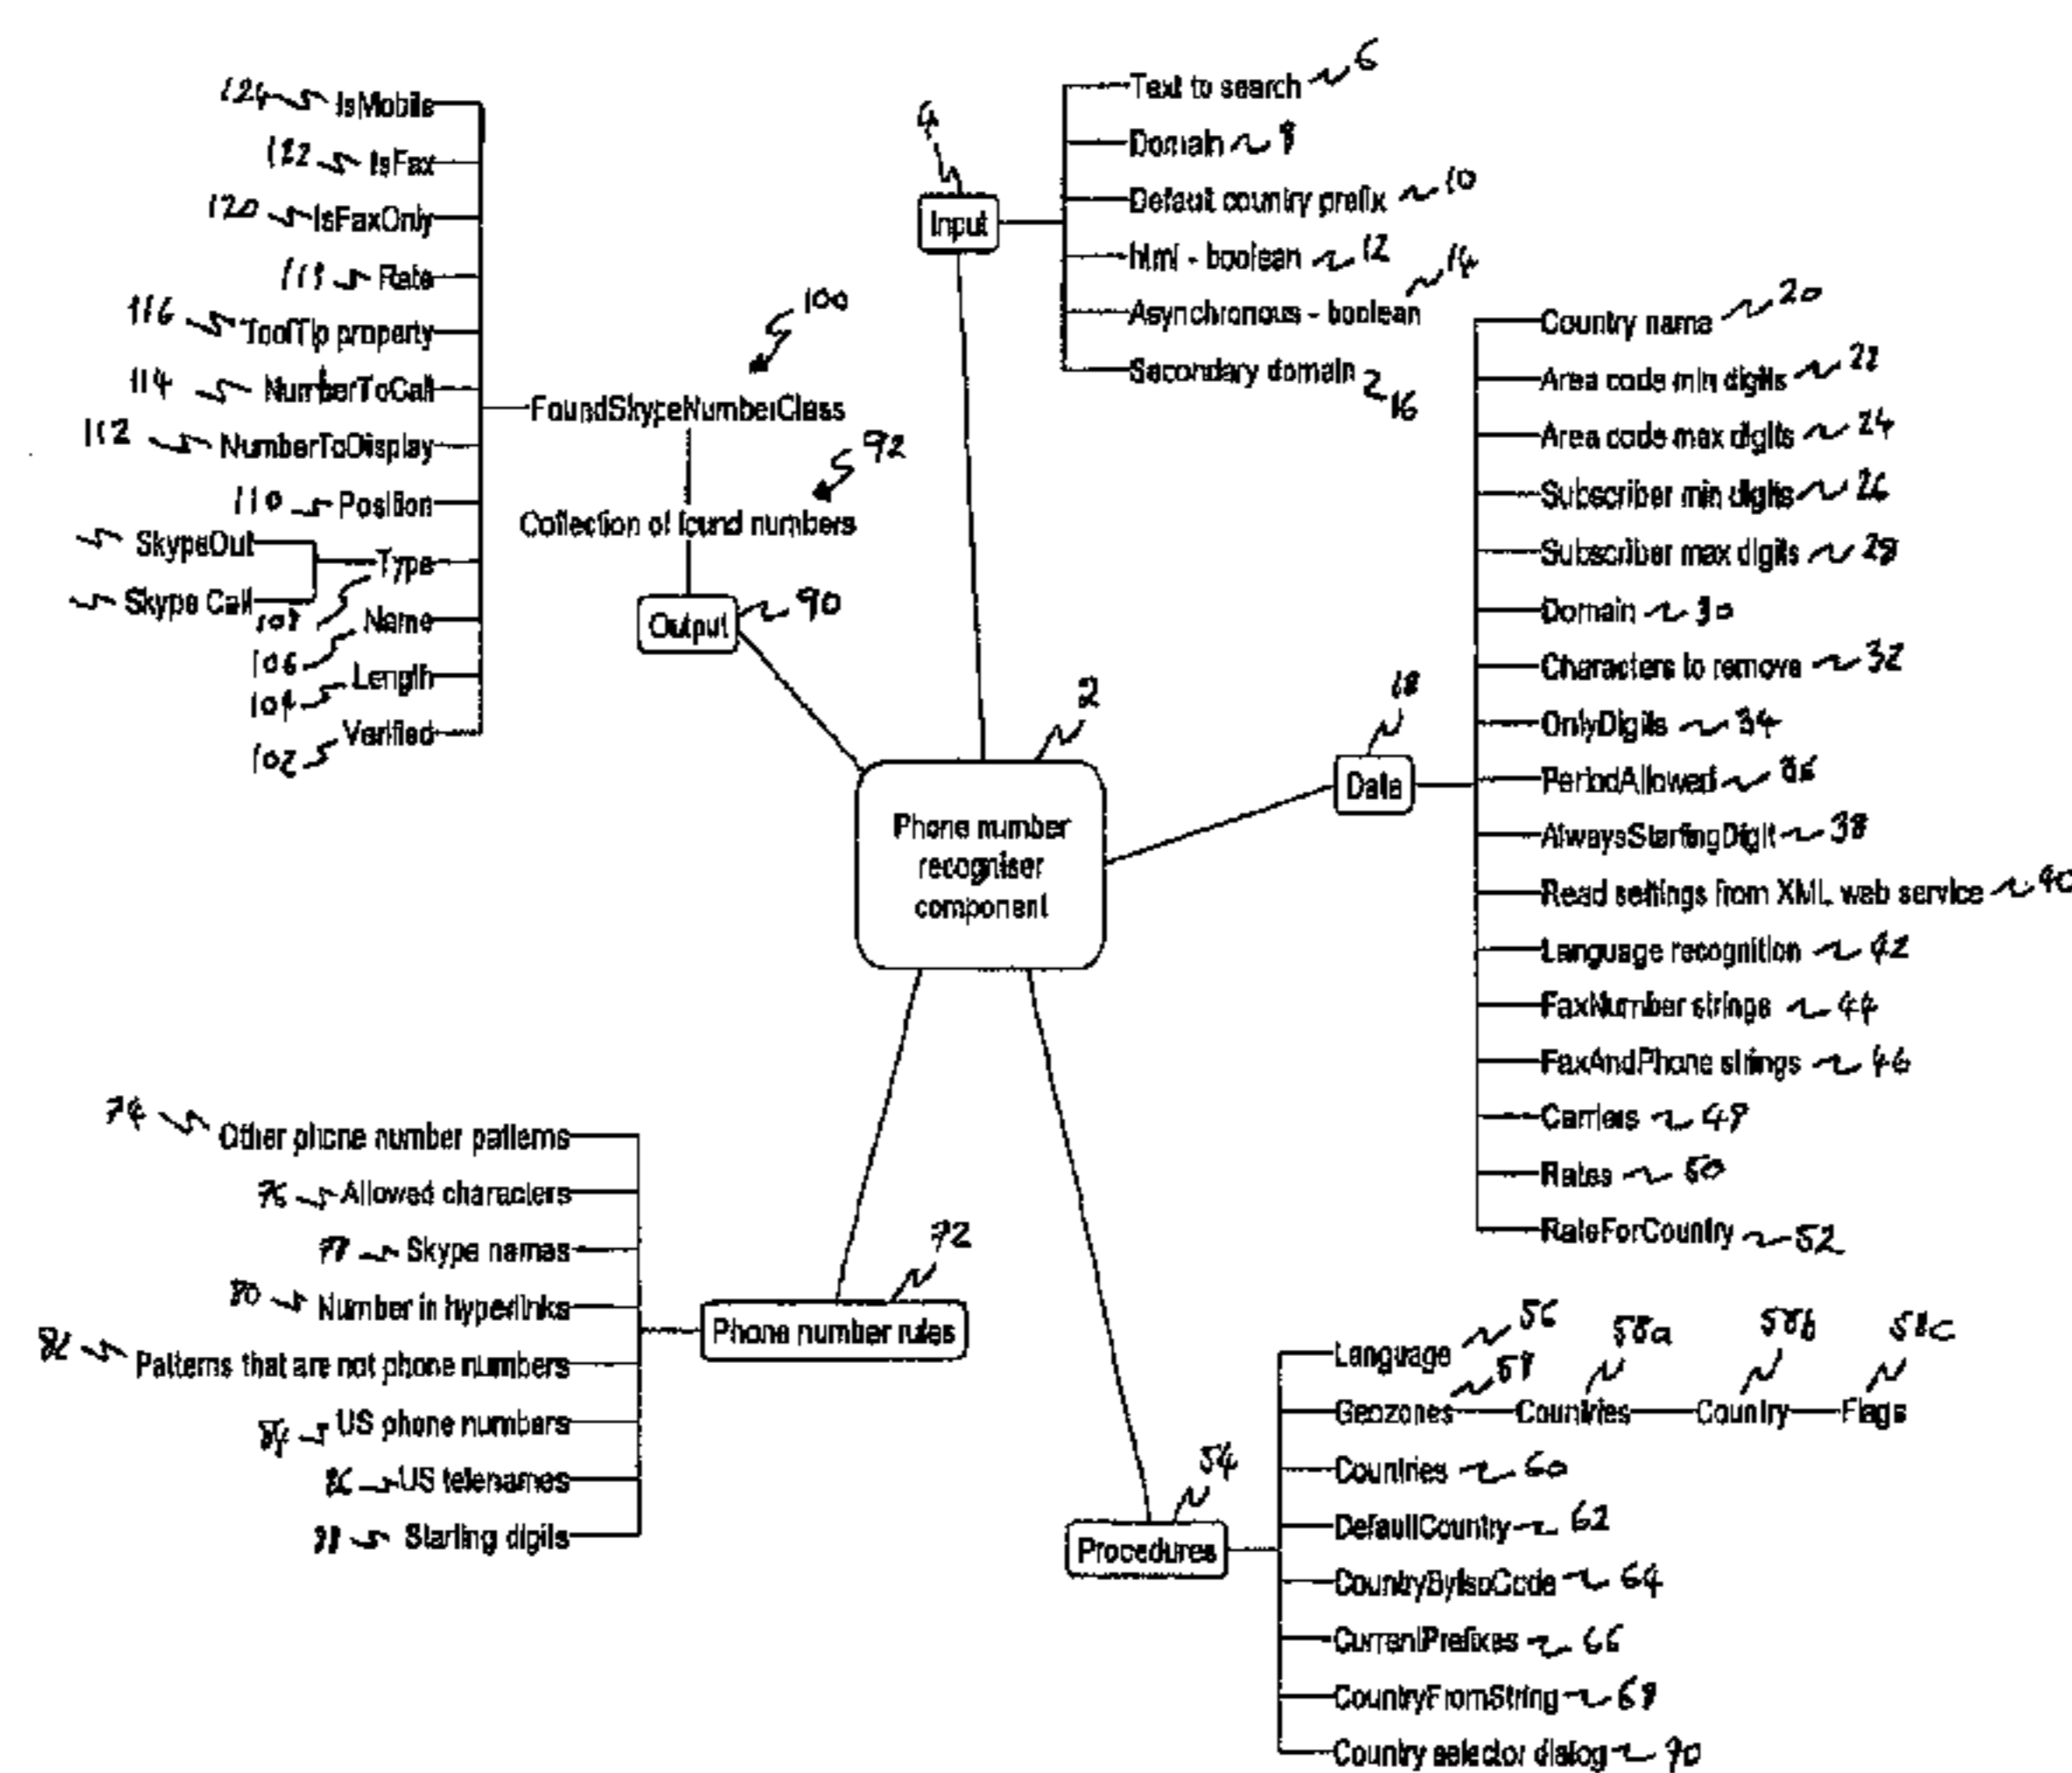 124 IsMobile
122 IsFax
120 IsFaxOnly
118 Rate
116 ToolTip property
114 NumberToCall
112 NumberToDisplay
110 Position
SkypeOut
Skype Call
Type
108
Name
106
Length
104
Verified
102
FoundSkypeNumberClass
100
Collection of found numbers
92
Output 90
4
Input
Text to search 6
Domain 8
Default country prefix 10
html - boolean 12
Asynchronous - boolean 14
Secondary domain 16
2
Phone number
recogniser
component
18
Data
Country name 20
Area code min digits 22
Area code max digits 24
Subscriber min digits 26
Subscriber max digits 28
Domain 30
Characters to remove 32
OnlyDigits 34
PeriodAllowed 36
AlwaysStartingDigit 38
Read settings from XML web service 40
Language recognition 42
FaxNumber strings 44
FaxAndPhone strings 46
Carriers 48
Rates 50
RateForCountry 52
74 Other phone number patterns
76 Allowed characters
78 Skype names
80 Number in hyperlinks
82 Patterns that are not phone numbers
84 US phone numbers
86 US telenames
88 Starting digits
72
Phone number rules
54
Procedures
Language 56
58 58a 58b 58c
Geozones Countries Country Flags
Countries 60
DefaultCountry 62
CountryByIsoCode 64
CurrentPrefixes 66
CountryFromString 68
Country selector dialog 70